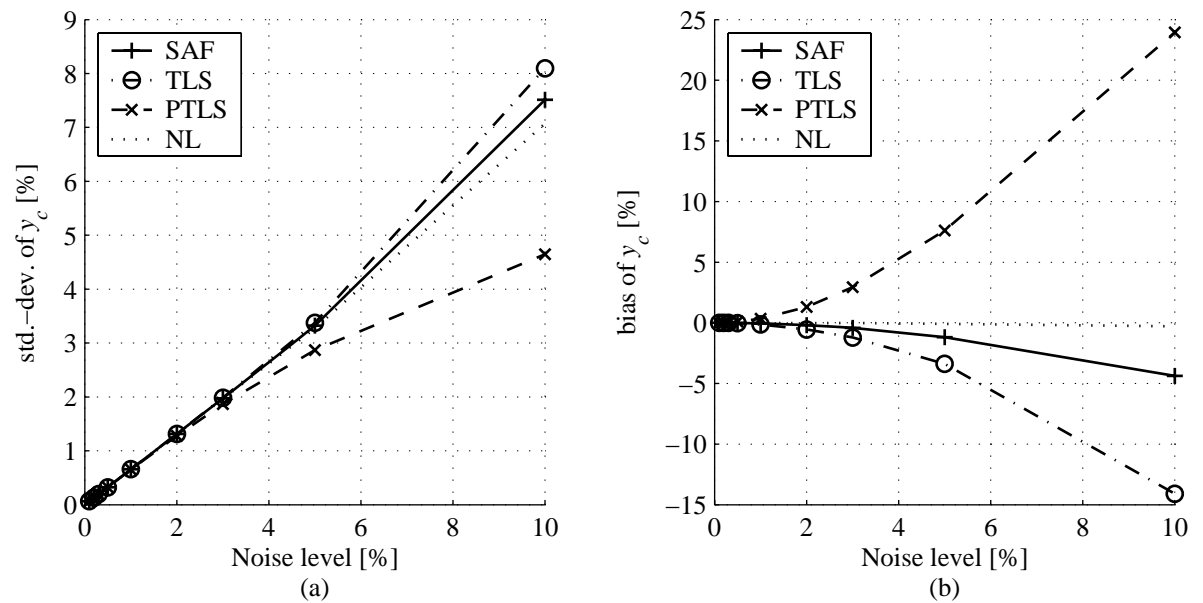 9
8
7
6
5
4
3
2
1
0
SAF
TLS
PTLS
NL
std.−dev. of y_c [%]
0 2 4 6 8 10
Noise level [%]
(a)
25
20
15
10
5
0
−5
−10
−15
SAF
TLS
PTLS
NL
bias of y_c [%]
0 2 4 6 8 10
Noise level [%]
(b)